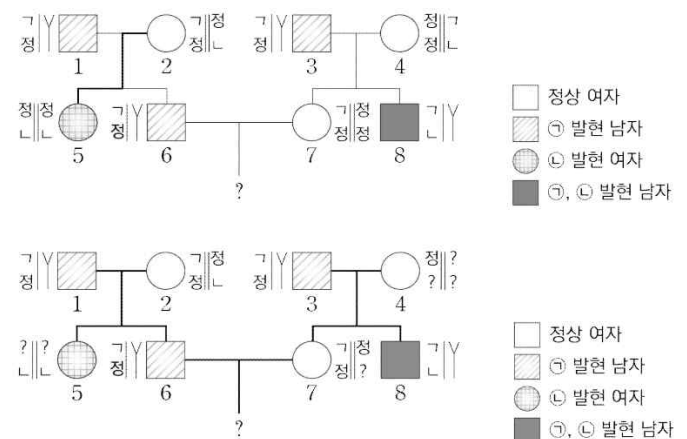 ㄱ Y ㄱ 정 ㄱ Y 정 ㄱ
정 정 ㄴ 정 정 ㄴ
1 2 3 4
정 정 ㄱ Y ㄱ 정 ㄱ Y
ㄴ ㄴ 정 정 정 ㄴ
5 6 7 8
?
정상 여자
㉠ 발현 남자
㉡ 발현 여자
㉠, ㉡ 발현 남자
ㄱ Y ㄱ 정 ㄱ Y 정 ?
정 정 ㄴ 정 ? ?
1 2 3 4
? ? ㄱ Y ㄱ 정 ㄱ Y
ㄴ ㄴ 정 정 ? ㄴ
5 6 7 8
?
정상 여자
㉠ 발현 남자
㉡ 발현 여자
㉠, ㉡ 발현 남자